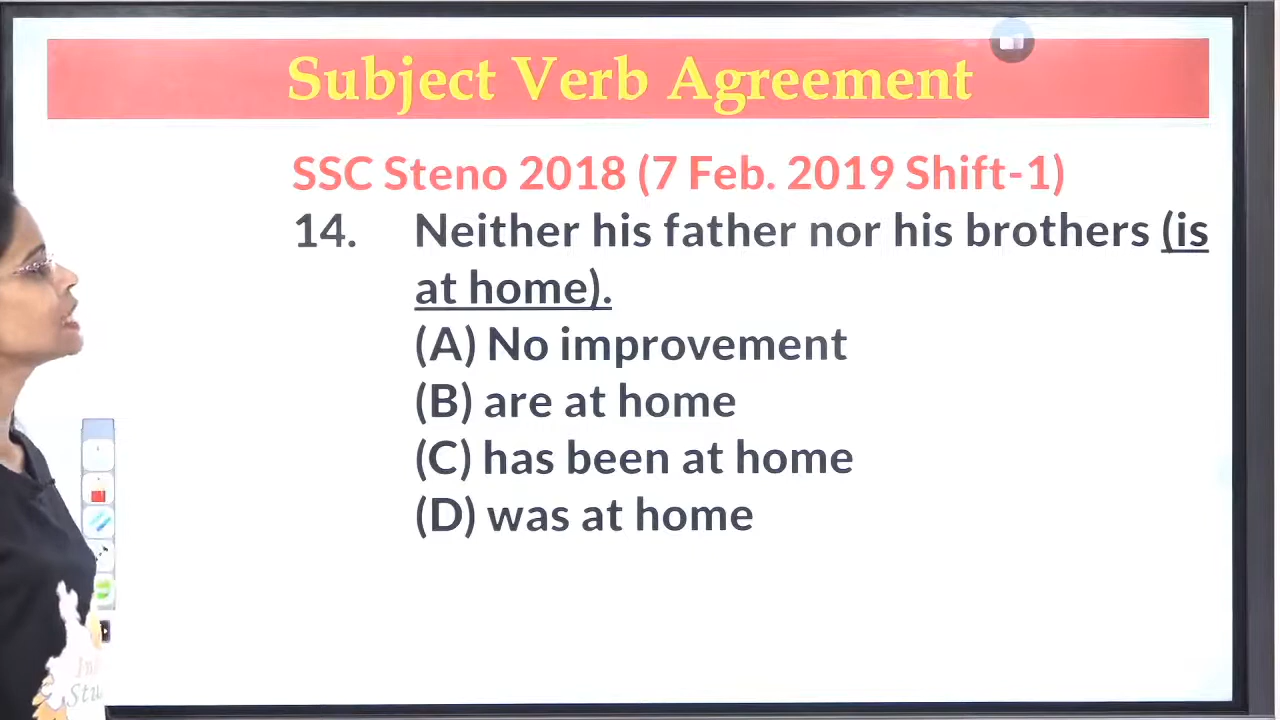 Subject Verb Agreement
SSC Steno 2018 (7 Feb. 2019 Shift-1)
14. Neither his father nor his brothers (is
at home).
(A) No improvement
(B) are at home
(C) has been at home
(D) was at home